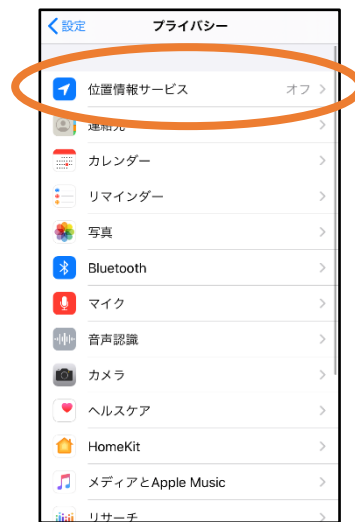 設定 プライバシー
位置情報サービス オフ
連絡先
カレンダー
リマインダー
写真
Bluetooth
マイク
音声認識
カメラ
ヘルスケア
HomeKit
メディアとApple Music
リサーチ